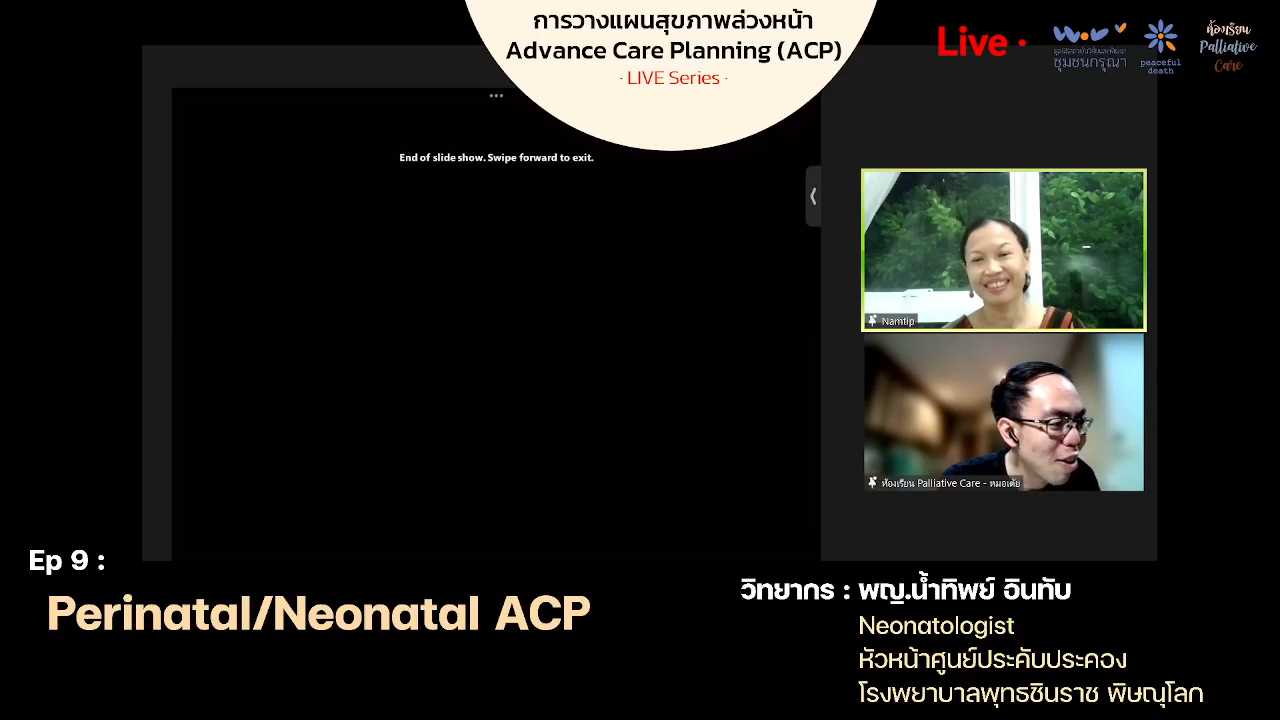 การวางแผนสุขภาพล่วงหน้า
Advance Care Planning (ACP)
· LIVE Series ·
Live ·
ชุมชนกรุณา
peaceful
death
ห้องเรียน
Palliative
Care
End of slide show. Swipe forward to exit.
Namtip
ห้องเรียน Palliative Care - หมอเต้ย
Ep 9 :
Perinatal/Neonatal ACP
วิทยากร : พญ.น้ำทิพย์ อินทับ
Neonatologist
หัวหน้าศูนย์ประคับประคอง
โรงพยาบาลพุทธชินราช พิษณุโลก